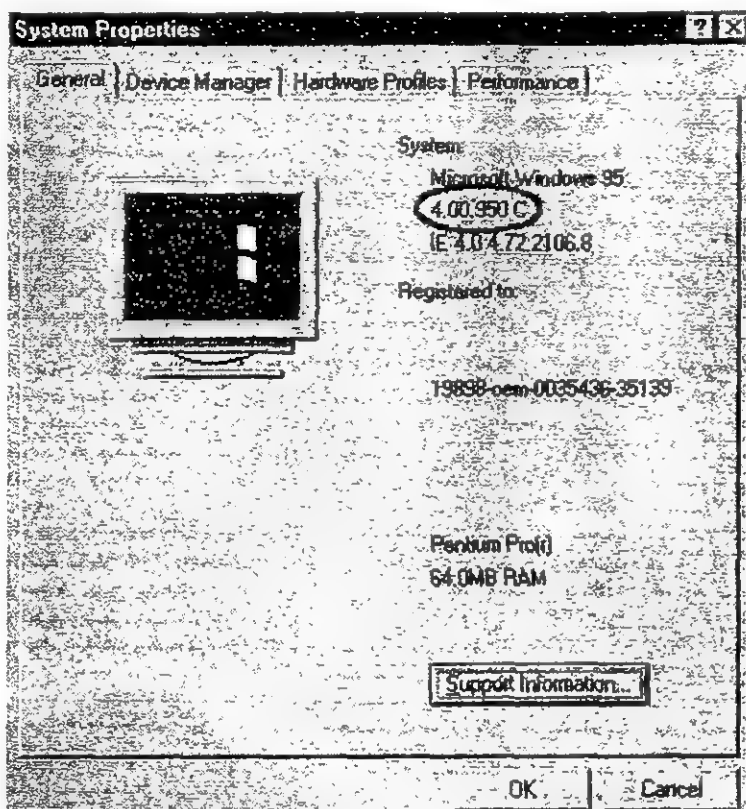 System Properties
General Device Manager Hardware Profiles Performance
System:
Microsoft Windows 95
4.00.950 C
IE 4.0 4.72.2106.8
Registered to:
19898-oem-0035436-35139
Pentium Pro(r)
64.0MB RAM
Support Information...
OK Cancel